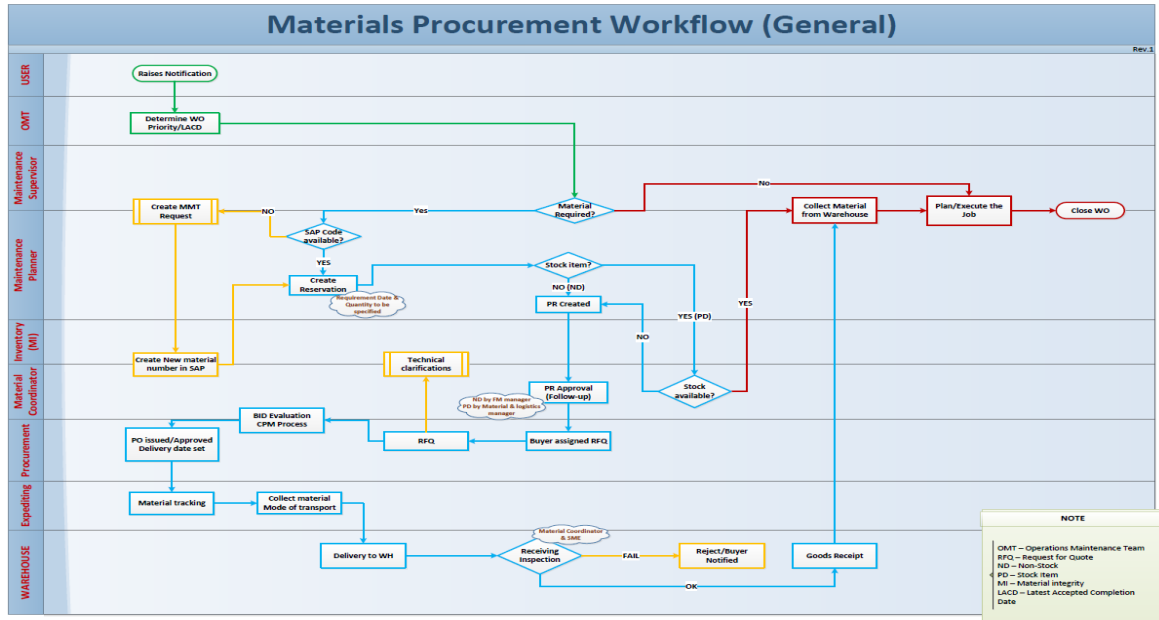 Materials Procurement Workflow (General)
Rev.1
USER
Raises Notification
OMT
Determine WO
Priority/LACD
Maintenance
Supervisor
No
Create MMT
Request
NO
Yes
Material
Required?
Collect Material
from Warehouse
Plan/Execute the
Job
Close WO
Maintenance
Planner
SAP Code
available?
YES
Create
Reservation
Requirement Date &
Quantity to be
specified
Stock item?
NO (ND)
PR Created
YES (PD)
YES
NO
Inventory
(MI)
Create New material
number in SAP
Technical
clarifications
Material
Coordinator
ND by FM manager
PD by Material & logistics
manager
PR Approval
(Follow-up)
Stock
available?
Procurement
BID Evaluation
CPM Process
PO issued/Approved
Delivery date set
RFQ
Buyer assigned RFQ
Expediting
Material tracking
Collect material
Mode of transport
WAREHOUSE
Delivery to WH
Material Coordinator
& SME
Receiving
Inspection
FAIL
Reject/Buyer
Notified
Goods Receipt
OK
NOTE
OMT – Operations Maintenance Team
RFQ – Request for Quote
ND – Non-Stock
PD – Stock Item
MI – Material integrity
LACD – Latest Accepted Completion
Date